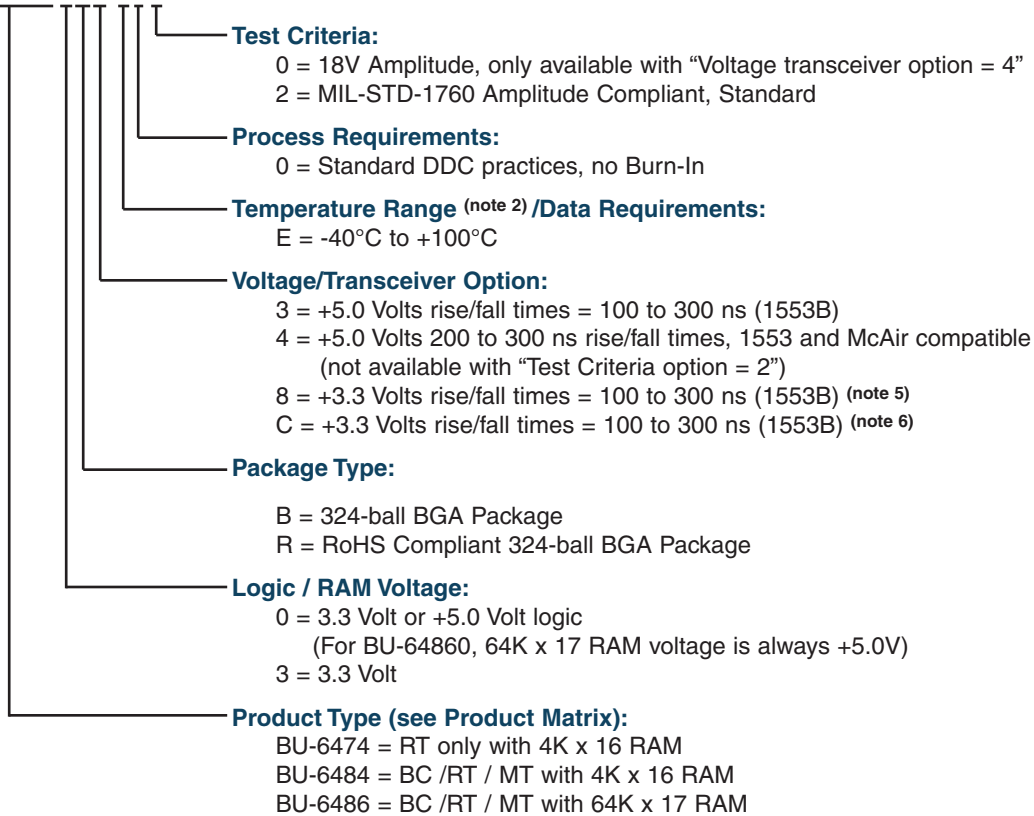 Test Criteria:
0 = 18V Amplitude, only available with “Voltage transceiver option = 4”
2 = MIL-STD-1760 Amplitude Compliant, Standard
Process Requirements:
0 = Standard DDC practices, no Burn-In
Temperature Range (note 2) /Data Requirements:
E = -40°C to +100°C
Voltage/Transceiver Option:
3 = +5.0 Volts rise/fall times = 100 to 300 ns (1553B)
4 = +5.0 Volts 200 to 300 ns rise/fall times, 1553 and McAir compatible
(not available with “Test Criteria option = 2”)
8 = +3.3 Volts rise/fall times = 100 to 300 ns (1553B) (note 5)
C = +3.3 Volts rise/fall times = 100 to 300 ns (1553B) (note 6)
Package Type:
B = 324-ball BGA Package
R = RoHS Compliant 324-ball BGA Package
Logic / RAM Voltage:
0 = 3.3 Volt or +5.0 Volt logic
(For BU-64860, 64K x 17 RAM voltage is always +5.0V)
3 = 3.3 Volt
Product Type (see Product Matrix):
BU-6474 = RT only with 4K x 16 RAM
BU-6484 = BC /RT / MT with 4K x 16 RAM
BU-6486 = BC /RT / MT with 64K x 17 RAM